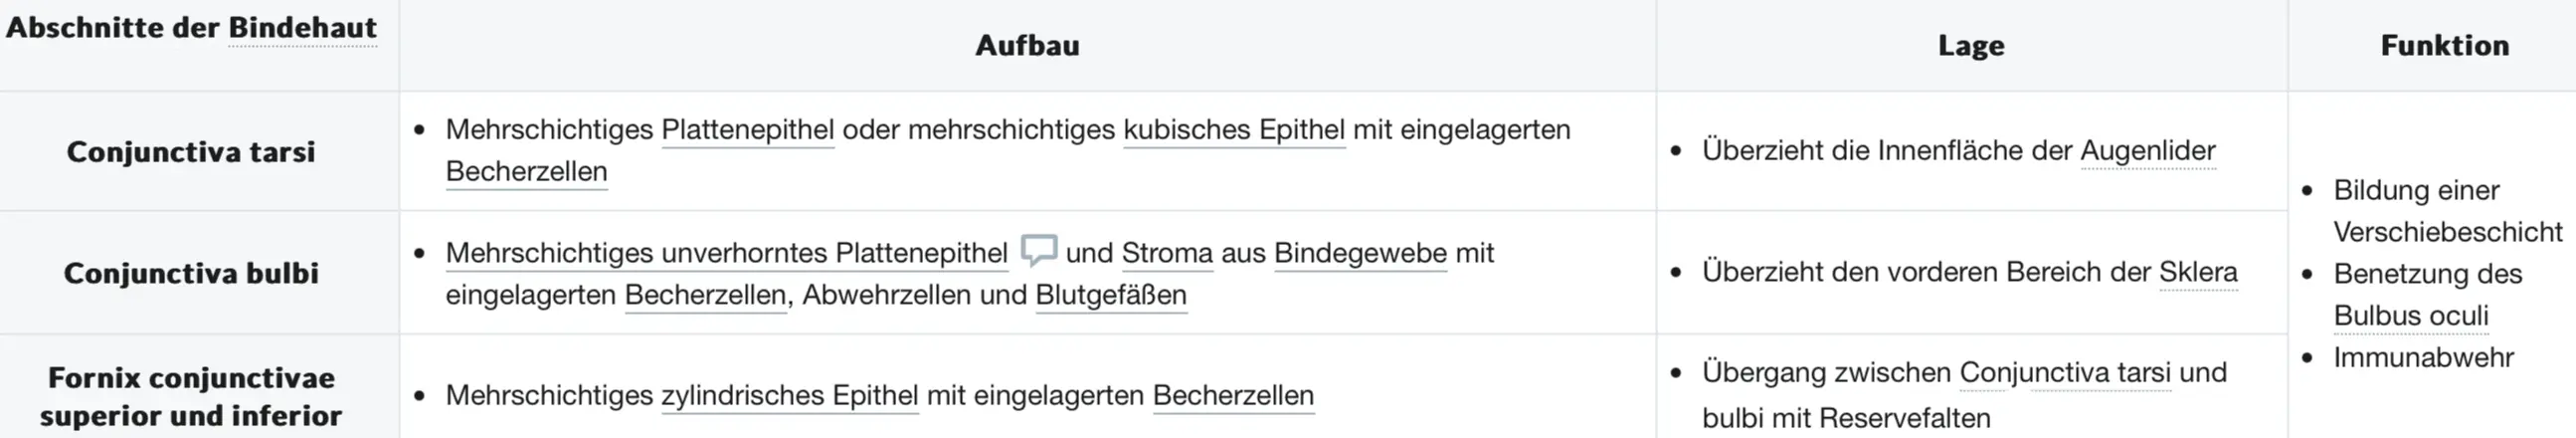 Abschnitte der Bindehaut
Aufbau
Lage
Funktion
Conjunctiva tarsi
Mehrschichtiges Plattenepithel oder mehrschichtiges kubisches Epithel mit eingelagerten
Becherzellen
Überzieht die Innenfläche der Augenlider
Conjunctiva bulbi
Mehrschichtiges unverhorntes Plattenepithel und Stroma aus Bindegewebe mit
eingelagerten Becherzellen, Abwehrzellen und Blutgefäßen
Überzieht den vorderen Bereich der Sklera
Fornix conjunctivae
superior und inferior
Mehrschichtiges zylindrisches Epithel mit eingelagerten Becherzellen
Übergang zwischen Conjunctiva tarsi und
bulbi mit Reservefalten
Bildung einer
Verschiebeschicht
Benetzung des
Bulbus oculi
Immunabwehr